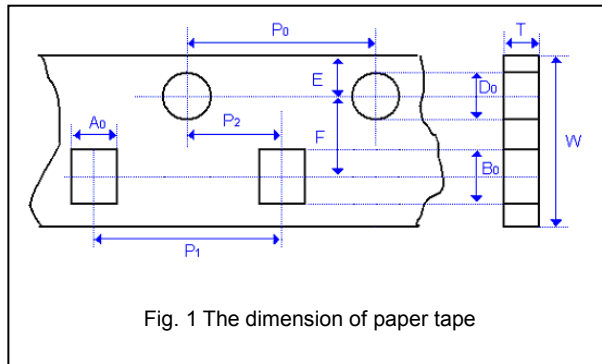 P₀
T
E
D₀
A₀
P₂
F
W
B₀
P₁
Fig. 1 The dimension of paper tape